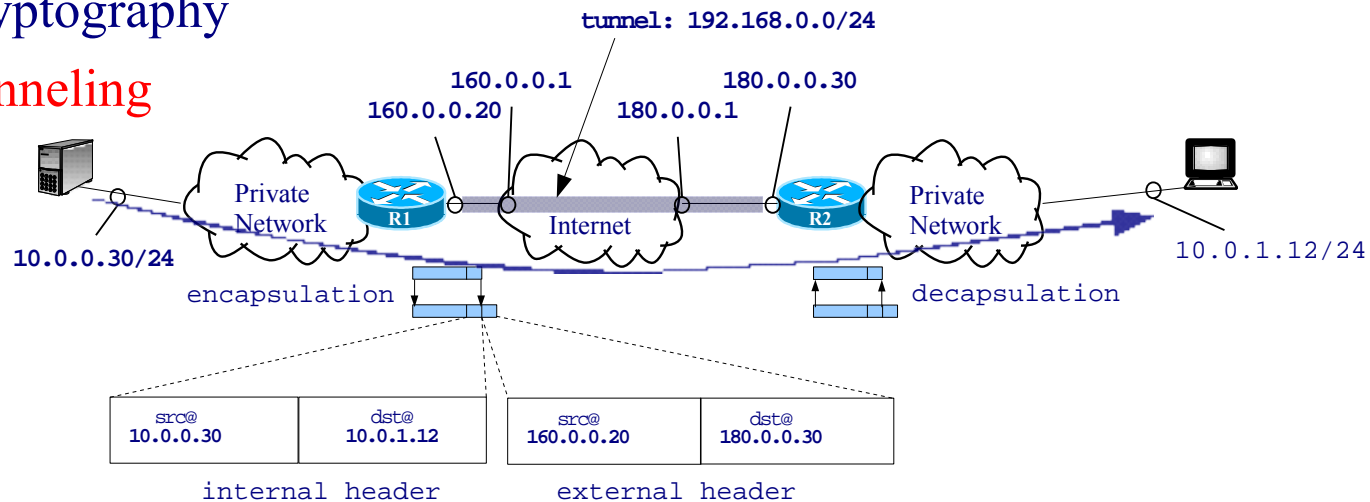 yptography
nneling
tunnel: 192.168.0.0/24
160.0.0.1
180.0.0.30
160.0.0.20
180.0.0.1
Private
Network
R1
Internet
R2
Private
Network
10.0.0.30/24
10.0.1.12/24
encapsulation
decapsulation
src@
10.0.0.30
dst@
10.0.1.12
src@
160.0.0.20
dst@
180.0.0.30
internal header
external header